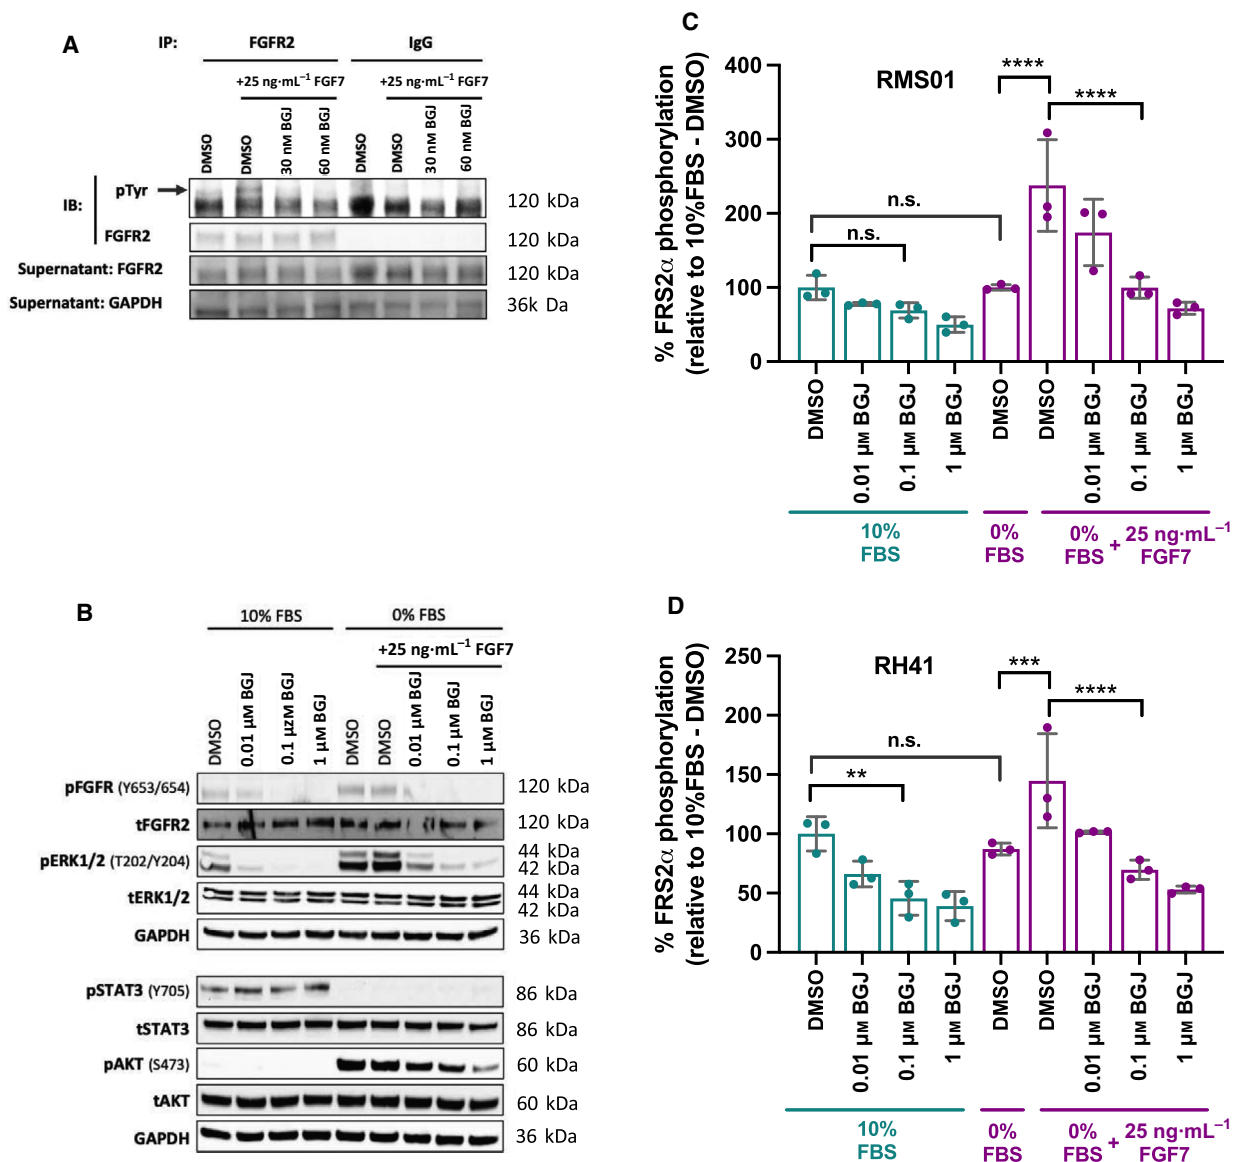 A
IP:
FGFR2
IgG
+25 ng·mL⁻¹ FGF7
+25 ng·mL⁻¹ FGF7
DMSO
DMSO
30 nM BGJ
60 nM BGJ
DMSO
DMSO
30 nM BGJ
60 nM BGJ
IB:
pTyr
120 kDa
FGFR2
120 kDa
Supernatant: FGFR2
120 kDa
Supernatant: GAPDH
36k Da
B
10% FBS
0% FBS
+25 ng·mL⁻¹ FGF7
DMSO
0.01 µM BGJ
0.1 µzM BGJ
1 µM BGJ
DMSO
DMSO
0.01 µM BGJ
0.1 µM BGJ
1 µM BGJ
pFGFR (Y653/654)
120 kDa
tFGFR2
120 kDa
pERK1/2 (T202/Y204)
44 kDa
42 kDa
tERK1/2
44 kDa
42 kDa
GAPDH
36 kDa
pSTAT3 (Y705)
86 kDa
tSTAT3
86 kDa
pAKT (S473)
60 kDa
tAKT
60 kDa
GAPDH
36 kDa
C
RMS01
% FRS2α phosphorylation
(relative to 10%FBS - DMSO)
400
300
200
100
0
n.s.
n.s.
****
****
DMSO
0.01 µM BGJ
0.1 µM BGJ
1 µM BGJ
DMSO
DMSO
0.01 µM BGJ
0.1 µM BGJ
1 µM BGJ
10%
FBS
0%
FBS
0%
FBS
+
25 ng·mL⁻¹
FGF7
D
RH41
% FRS2α phosphorylation
(relative to 10%FBS - DMSO)
250
200
150
100
50
0
n.s.
**
***
****
DMSO
0.01 µM BGJ
0.1 µM BGJ
1 µM BGJ
DMSO
DMSO
0.01 µM BGJ
0.1 µM BGJ
1 µM BGJ
10%
FBS
0%
FBS
0%
FBS
+
25 ng·mL⁻¹
FGF7